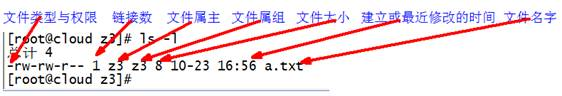 文件类型与权限 链接数 文件属主 文件属组 文件大小 建立或最近修改的时间 文件名字
[root@cloud z3]# ls -l
总计 4
-rw-rw-r-- 1 z3 z3 8 10-23 16:56 a.txt
[root@cloud z3]#